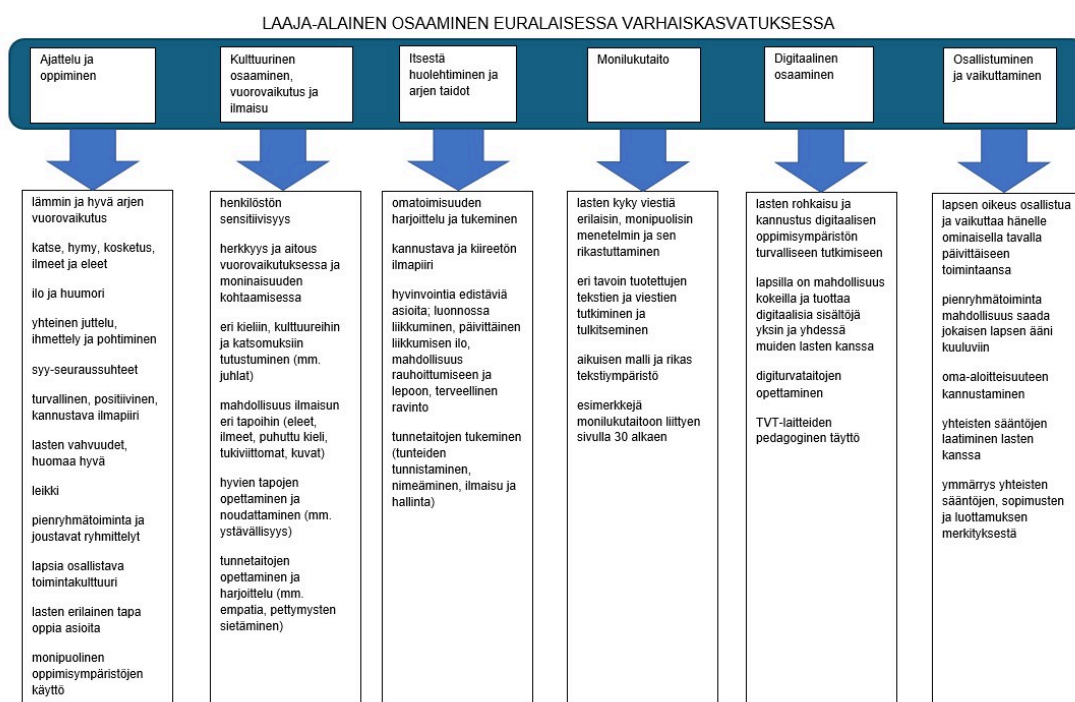 LAAJA-ALAINEN OSAAMINEN EURALAISESSA VARHAISKASVATUKSESSA
Ajattelu ja
oppiminen
Kulttuurinen
osaaminen,
vuorovaikutus ja
ilmaisu
Itsestä
huolehtiminen ja
arjen taidot
Monilukutaito
Digitaalinen
osaaminen
Osallistuminen
ja vaikuttaminen
lämmin ja hyvä arjen
vuorovaikutus
katse, hymy, kosketus,
ilmeet ja eleet
ilo ja huumori
yhteinen juttelu,
ihmettely ja pohtiminen
syy-seuraussuhteet
turvallinen, positiivinen,
kannustava ilmapiiri
lasten vahvuudet,
huomaa hyvä
leikki
pienryhmätoiminta ja
joustavat ryhmittelyt
lapsia osallistava
toimintakulttuuri
lasten erilainen tapa
oppia asioita
monipuolinen
oppimisympäristöjen
käyttö
henkilöstön
sensitiivisyys
herkkyys ja aitous
vuorovaikutuksessa ja
moninaisuuden
kohtaamisessa
eri kieliin, kulttuureihin
ja katsomuksiin
tutustuminen (mm.
juhlat)
mahdollisuus ilmaisun
eri tapoihin (eleet,
ilmeet, puhuttu kieli,
tukiviittomat, kuvat)
hyvien tapojen
opettaminen ja
noudattaminen (mm.
ystävällisyys)
tunnetaitojen
opettaminen ja
harjoittelu (mm.
empatia, pettymysten
sietäminen)
omatoimisuuden
harjoittelu ja tukeminen
kannustava ja kiireetön
ilmapiiri
hyvinvointia edistäviä
asioita; luonnossa
liikkuminen, päivittäinen
liikkumisen ilo,
mahdollisuus
rauhoittumiseen ja
lepoon, terveellinen
ravinto
tunnetaitojen tukeminen
(tunteiden
tunnistaminen,
nimeäminen, ilmaisu ja
hallinta)
lasten kyky viestiä
erilaisin, monipuolisin
menetelmin ja sen
rikastuttaminen
eri tavoin tuotettujen
tekstien ja viestien
tutkiminen ja
tulkitseminen
aikuisen malli ja rikas
tekstiympäristö
esimerkkejä
monilukutaitoon liittyen
sivulla 30 alkaen
lasten rohkaisu ja
kannustus digitaalisen
oppimisympäristön
turvalliseen tutkimiseen
lapsilla on mahdollisuus
kokeilla ja tuottaa
digitaalisia sisältöjä
yksin ja yhdessä
muiden lasten kanssa
digiturvataitojen
opettaminen
TVT-laitteiden
pedagoginen täyttö
lapsen oikeus osallistua
ja vaikuttaa hänelle
ominaisella tavalla
päivittäiseen
toimintaansa
pienryhmätoiminta
mahdollisuus saada
jokaisen lapsen ääni
kuuluviin
oma-aloitteisuuteen
kannustaminen
yhteisten sääntöjen
laatiminen lasten
kanssa
ymmärrys yhteisten
sääntöjen, sopimusten
ja luottamuksen
merkityksestä